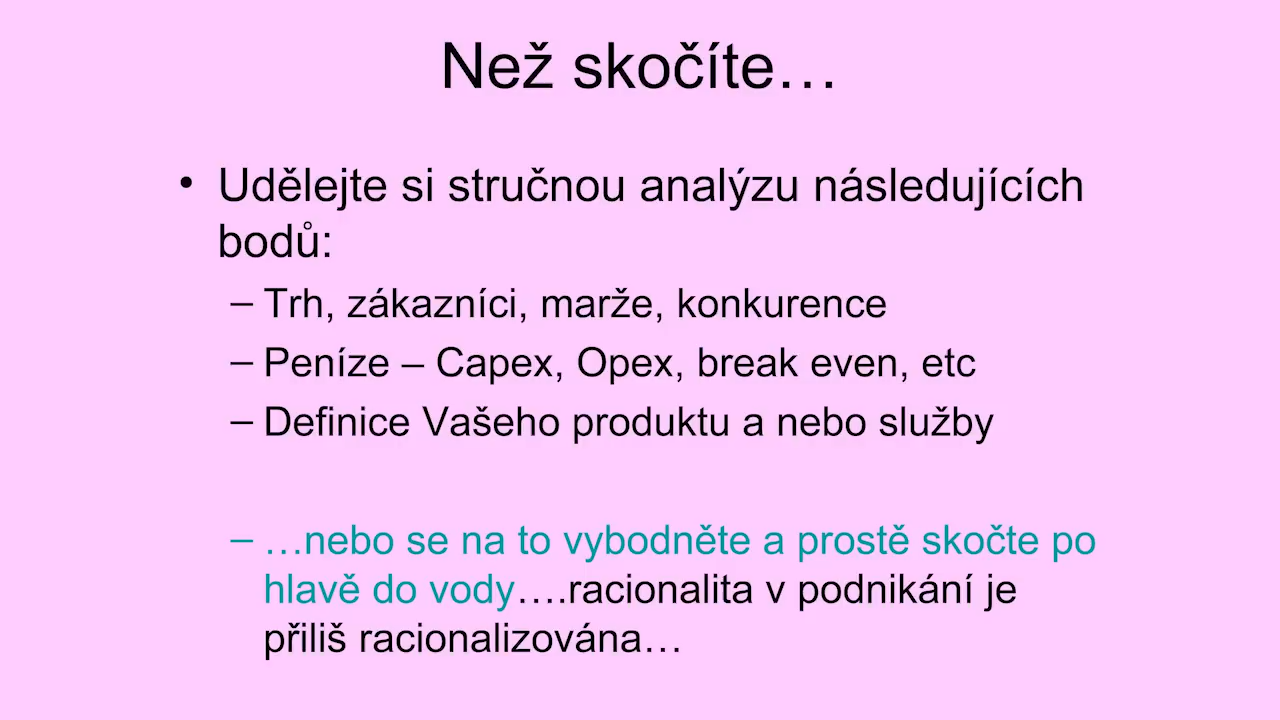 Než skočíte…
• Udělejte si stručnou analýzu následujících
bodů:
– Trh, zákazníci, marže, konkurence
– Peníze – Capex, Opex, break even, etc
– Definice Vašeho produktu a nebo služby
– …nebo se na to vybodněte a prostě skočte po
hlavě do vody….racionalita v podnikání je
přiliš racionalizována…